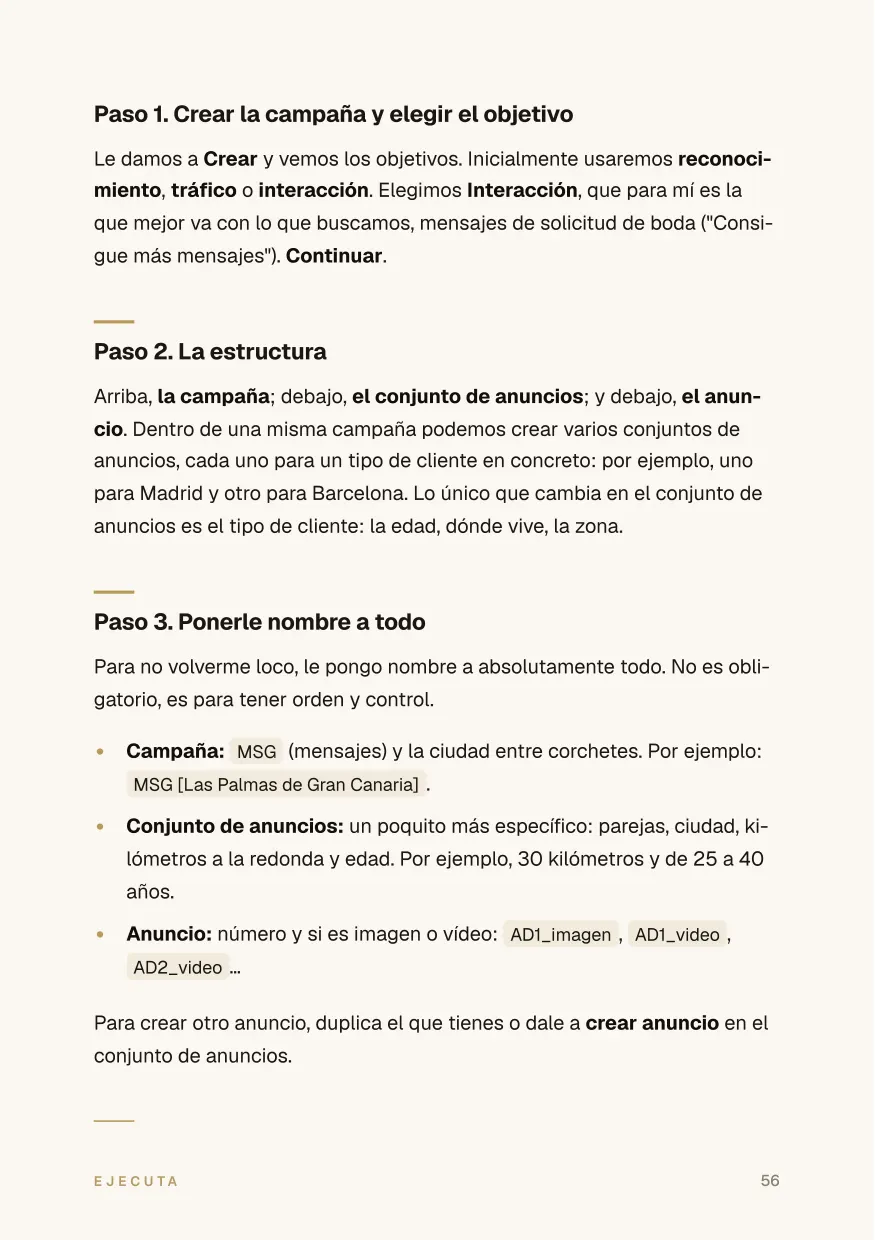 Paso 1. Crear la campaña y elegir el objetivo
Le damos a Crear y vemos los objetivos. Inicialmente usaremos reconoci-
miento, tráfico o interacción. Elegimos Interacción, que para mí es la
que mejor va con lo que buscamos, mensajes de solicitud de boda ("Consi-
gue más mensajes"). Continuar.
Paso 2. La estructura
Arriba, la campaña; debajo, el conjunto de anuncios; y debajo, el anun-
cio. Dentro de una misma campaña podemos crear varios conjuntos de
anuncios, cada uno para un tipo de cliente en concreto: por ejemplo, uno
para Madrid y otro para Barcelona. Lo único que cambia en el conjunto de
anuncios es el tipo de cliente: la edad, dónde vive, la zona.
Paso 3. Ponerle nombre a todo
Para no volverme loco, le pongo nombre a absolutamente todo. No es obli-
gatorio, es para tener orden y control.
• Campaña: MSG (mensajes) y la ciudad entre corchetes. Por ejemplo:
MSG [Las Palmas de Gran Canaria].
• Conjunto de anuncios: un poquito más específico: parejas, ciudad, ki-
lómetros a la redonda y edad. Por ejemplo, 30 kilómetros y de 25 a 40
años.
• Anuncio: número y si es imagen o vídeo: AD1_imagen, AD1_video,
AD2_video...
Para crear otro anuncio, duplica el que tienes o dale a crear anuncio en el
conjunto de anuncios.
EJECUTA 56